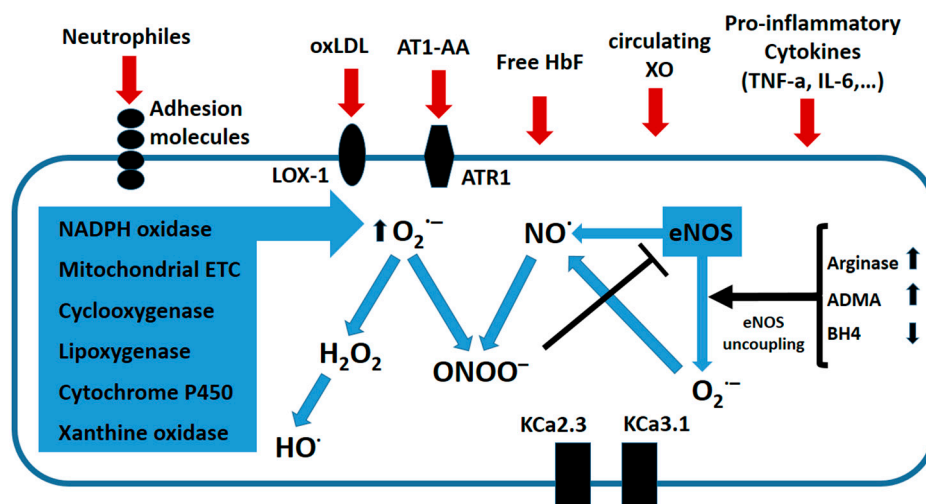 Neutrophiles
oxLDL
AT1-AA
Free HbF
circulating
XO
Pro-inflammatory
Cytokines
(TNF-a, IL-6,...)
Adhesion
molecules
LOX-1
ATR1
NADPH oxidase
Mitochondrial ETC
Cyclooxygenase
Lipoxygenase
Cytochrome P450
Xanthine oxidase
O₂˙⁻
NO˙
eNOS
H₂O₂
HO˙
ONOO⁻
O₂˙⁻
eNOS
uncoupling
Arginase
ADMA
BH4
KCa2.3
KCa3.1